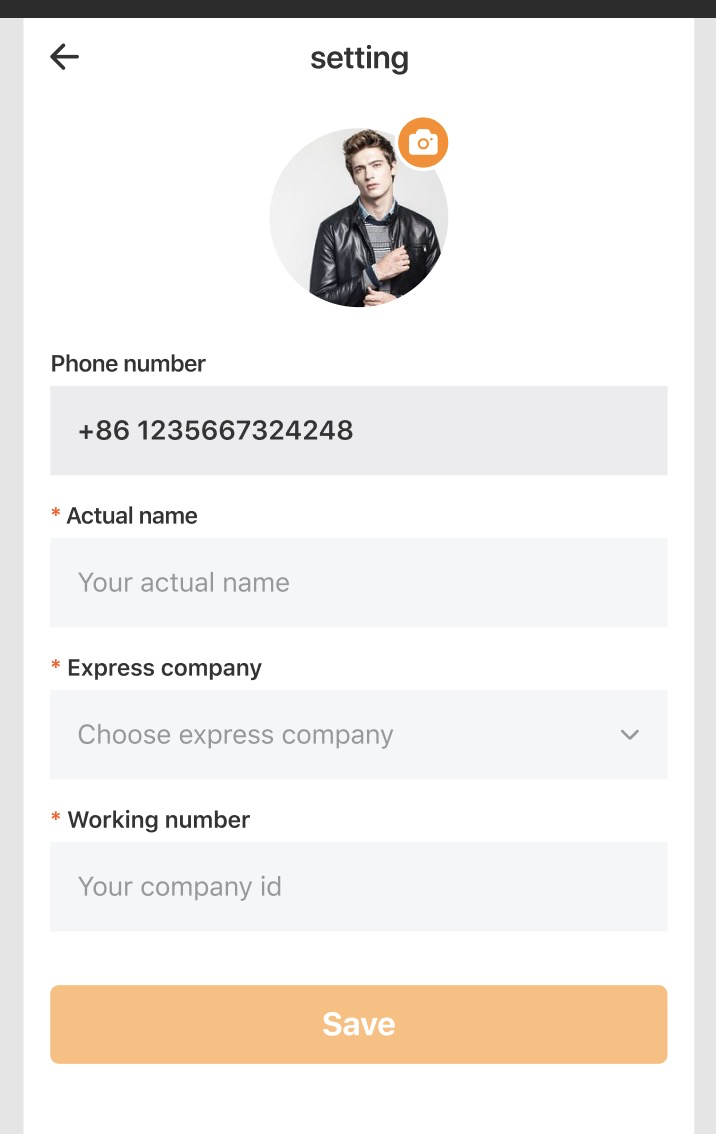 setting
Phone number
+86 1235667324248
* Actual name
Your actual name
* Express company
Choose express company
* Working number
Your company id
Save